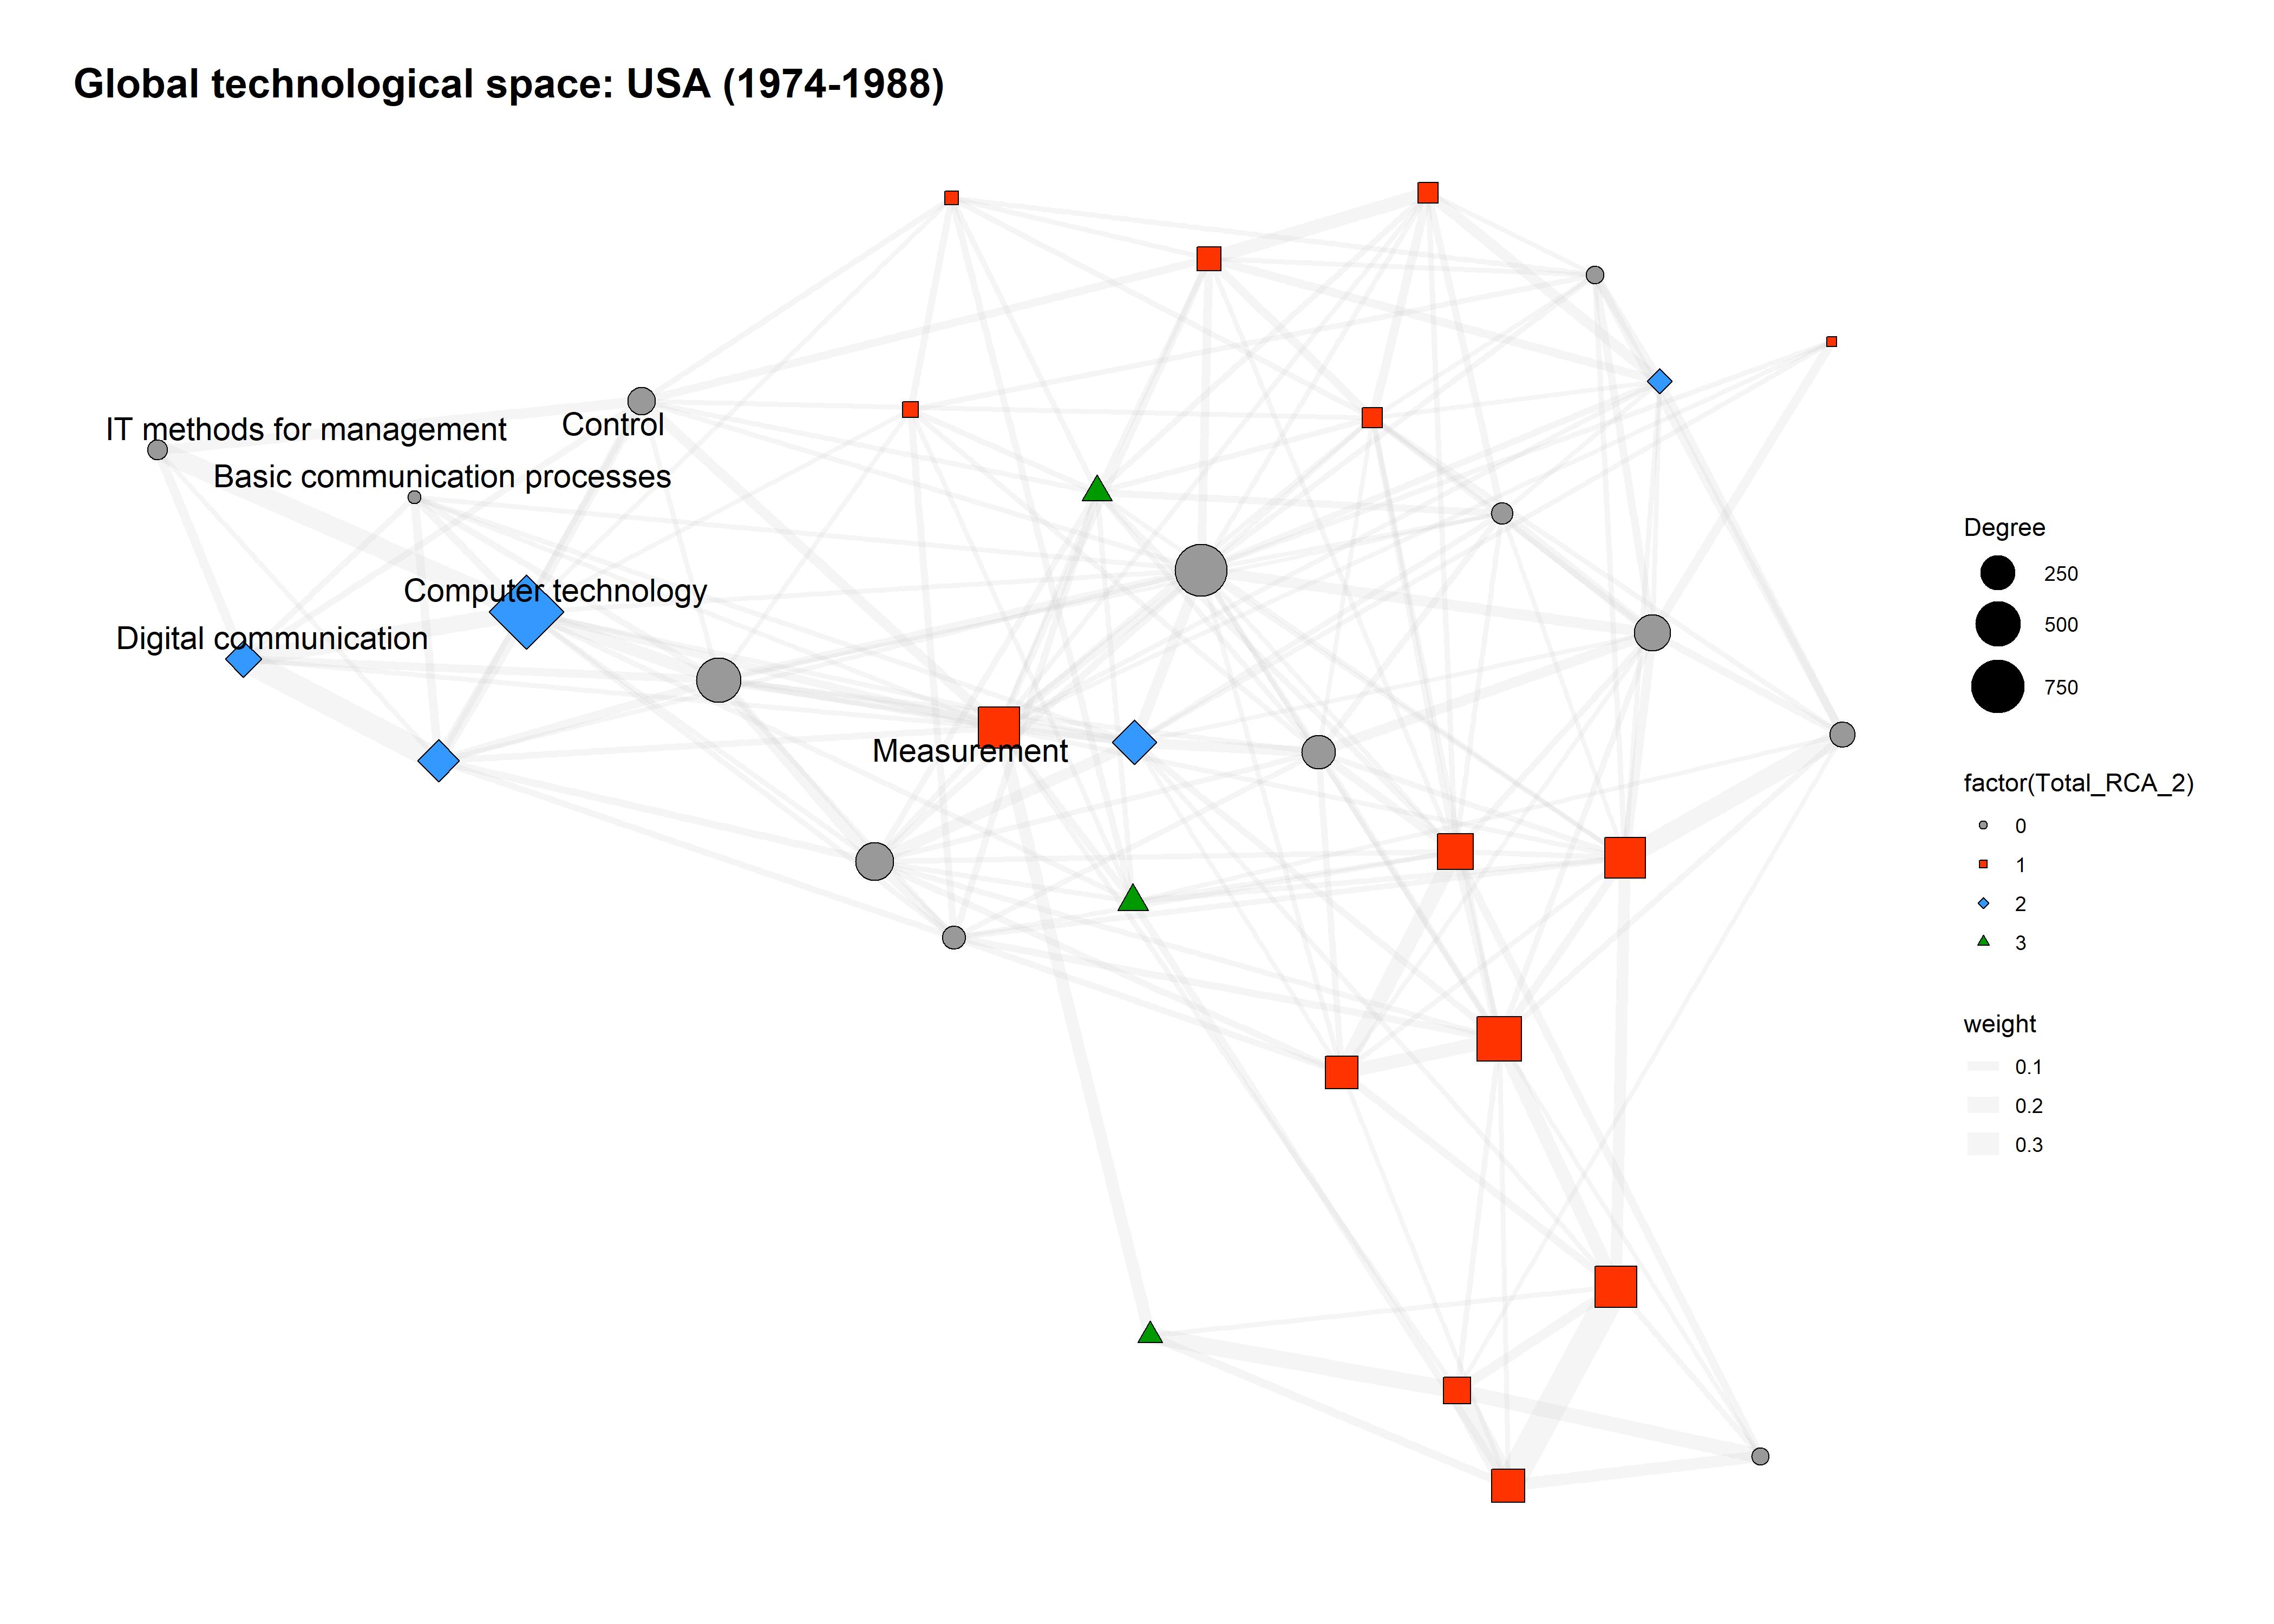 Global technological space: USA (1974-1988)
IT methods for management
Control
Basic communication processes
Computer technology
Digital communication
Measurement
Degree
250
500
750
factor(Total_RCA_2)
0
1
2
3
weight
0.1
0.2
0.3